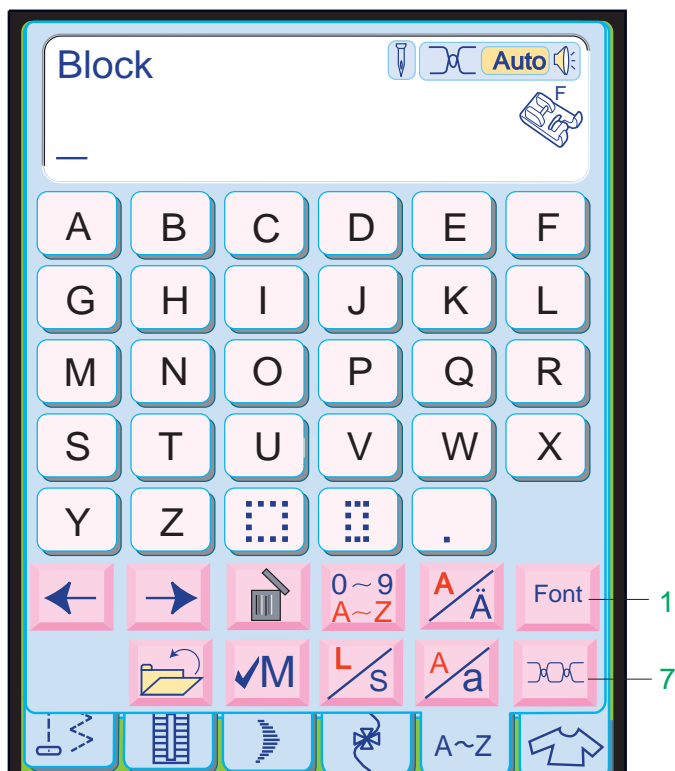 Block
Auto
F
_
A B C D E F
G H I J K L
M N O P Q R
S T U V W X
Y Z .
0~9
A~Z
A/Ä
Font
1
✓M
L/S
A/a
7
A~Z